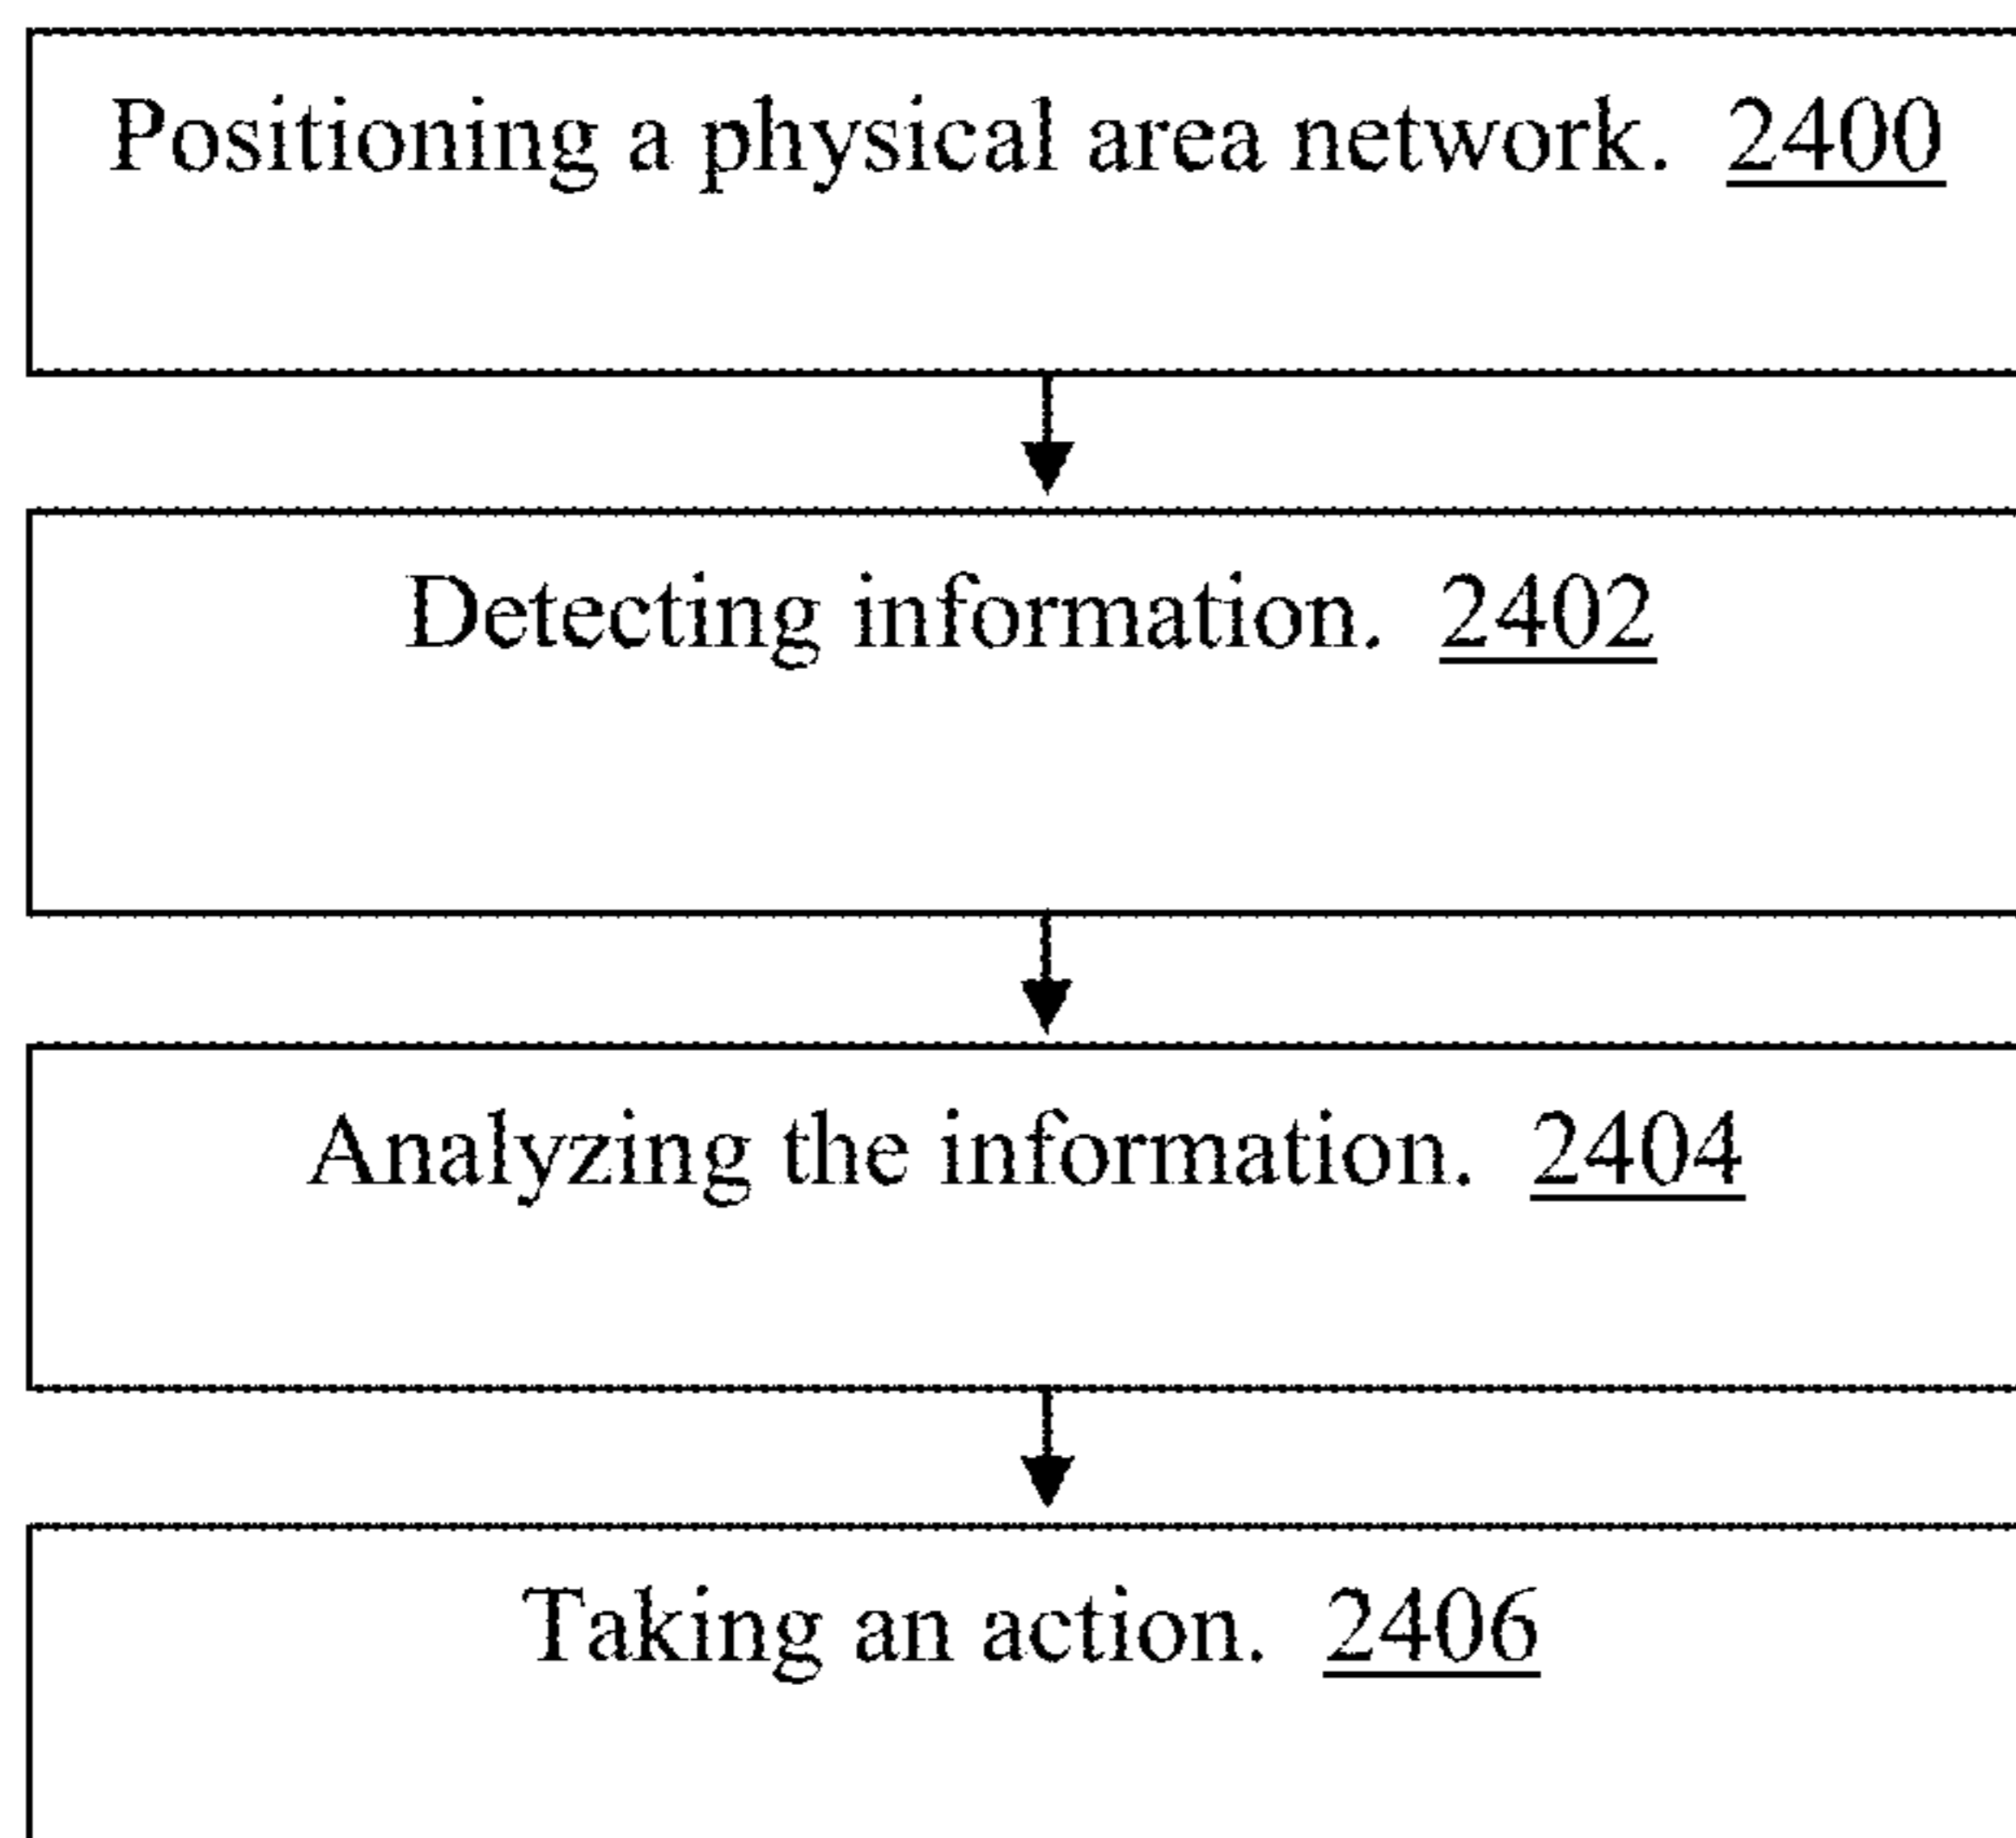 Positioning a physical area network. 2400
Detecting information. 2402
Analyzing the information. 2404
Taking an action. 2406